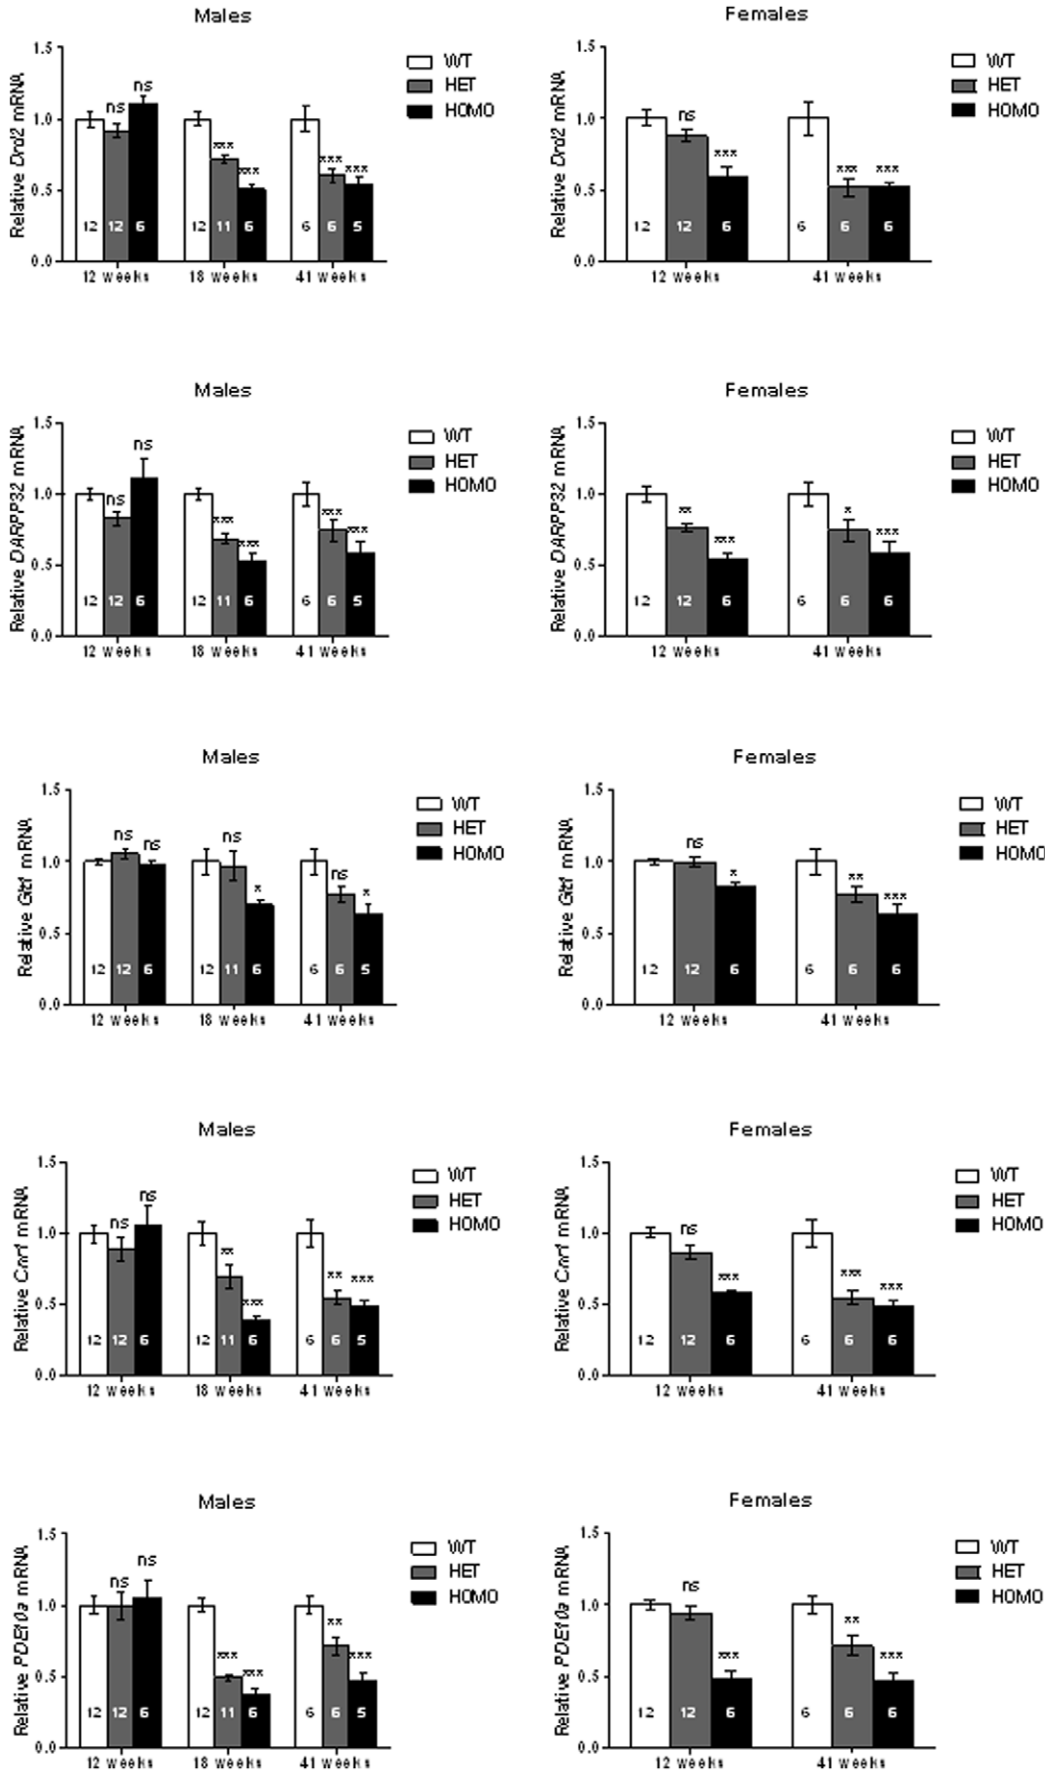 Males
Relative Drd2 mRNA
1.5
1.0
0.5
0.0
ns
ns
*** ***
*** ***
12 12 6
12 11 6
6 6 5
12 weeks
18 weeks
41 weeks
WT
HET
HOMO
Females
Relative Drd2 mRNA
1.5
1.0
0.5
0.0
ns
***
*** ***
12 12 6
6 6 6
12 weeks
41 weeks
WT
HET
HOMO
Males
Relative DARPP32 mRNA
1.5
1.0
0.5
0.0
ns
ns
*** ***
*** ***
12 12 6
12 11 6
6 6 5
12 weeks
18 weeks
41 weeks
WT
HET
HOMO
Females
Relative DARPP32 mRNA
1.5
1.0
0.5
0.0
**
***
*
***
12 12 6
6 6 6
12 weeks
41 weeks
WT
HET
HOMO
Males
Relative Glt1 mRNA
1.5
1.0
0.5
0.0
ns ns
ns
*
ns
*
12 12 6
12 11 6
6 6 5
12 weeks
18 weeks
41 weeks
WT
HET
HOMO
Females
Relative Glt1 mRNA
1.5
1.0
0.5
0.0
ns
*
**
***
12 12 6
6 6 6
12 weeks
41 weeks
WT
HET
HOMO
Males
Relative Cnr1 mRNA
1.5
1.0
0.5
0.0
ns
ns
**
***
** ***
12 12 6
12 11 6
6 6 5
12 weeks
18 weeks
41 weeks
WT
HET
HOMO
Females
Relative Cnr1 mRNA
1.5
1.0
0.5
0.0
ns
***
***
***
12 12 6
6 6 6
12 weeks
41 weeks
WT
HET
HOMO
Males
Relative PDE10a mRNA
1.5
1.0
0.5
0.0
ns
ns
***
***
**
***
12 12 6
12 11 6
6 6 5
12 weeks
18 weeks
41 weeks
WT
HET
HOMO
Females
Relative PDE10a mRNA
1.5
1.0
0.5
0.0
ns
***
**
***
12 12 6
6 6 6
12 weeks
41 weeks
WT
HET
HOMO